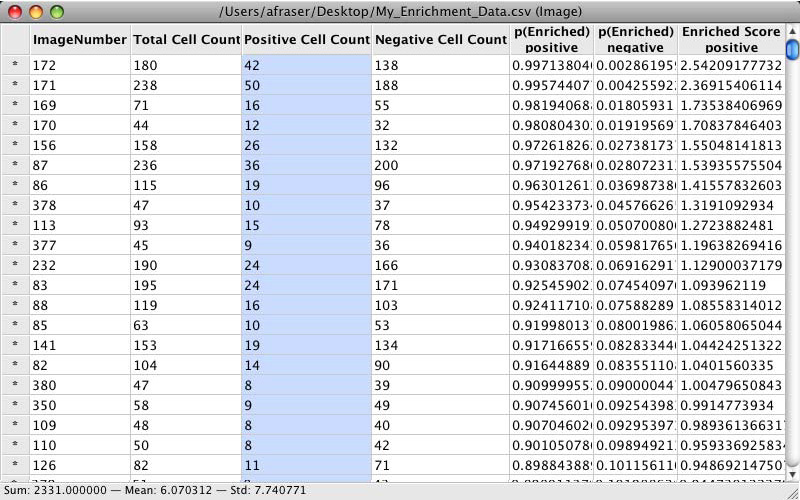 /Users/afraser/Desktop/My_Enrichment_Data.csv (Image)
ImageNumber Total Cell Count Positive Cell Count Negative Cell Count p(Enriched) positive p(Enriched) negative Enriched Score positive
* 172 180 42 138 0.99713804 0.00286195 2.54209177732
* 171 238 50 188 0.99574407 0.00425592 2.36915406114
* 169 71 16 55 0.98194068 0.01805931 1.73538406969
* 170 44 12 32 0.98080430 0.01919569 1.70837846403
* 156 158 26 132 0.97261826 0.02738173 1.55048141813
* 87 236 36 200 0.97192768 0.02807231 1.53935575504
* 86 115 19 96 0.96301261 0.03698738 1.41557832603
* 378 47 10 37 0.95423373 0.04576626 1.3191092934
* 113 93 15 78 0.94929919 0.05070080 1.2723882481
* 377 45 9 36 0.94018234 0.05981765 1.19638269416
* 232 190 24 166 0.93083708 0.06916291 1.12900037179
* 83 195 24 171 0.92545902 0.07454097 1.093962119
* 88 119 16 103 0.92411710 0.07588289 1.08558314012
* 85 63 10 53 0.91998013 0.08001986 1.06058065044
* 141 153 19 134 0.91716655 0.08283344 1.04424251322
* 82 104 14 90 0.91644889 0.08355110 1.0401560335
* 380 47 8 39 0.90999955 0.09000044 1.00479650843
* 350 58 9 49 0.90745601 0.09254398 0.9914773934
* 109 48 8 40 0.90704602 0.09295397 0.98936136631
* 110 50 8 42 0.90105078 0.09894921 0.95933692583
* 126 82 11 71 0.89884388 0.10115611 0.94869214750
Sum: 2331.000000 — Mean: 6.070312 — Std: 7.740771